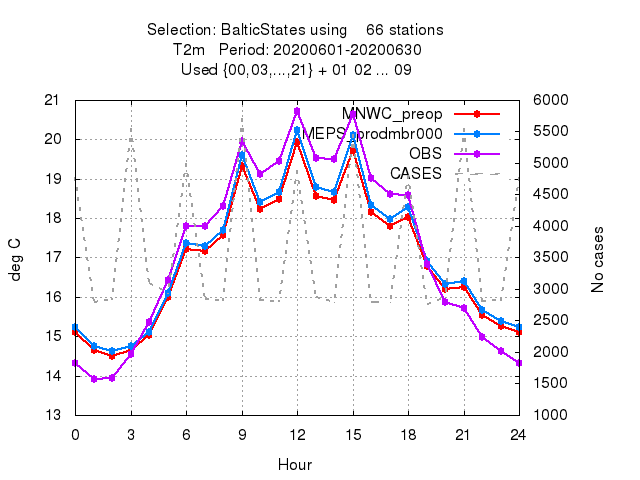 Selection: BalticStates using    66 stations
T2m   Period: 20200601-20200630
Used {00,03,...,21} + 01 02 ... 09
21 6000
MNWC_preop
20 5500
MEPS_prodmbr000
OBS
19 5000
CASES
4500
18 4000
deg C
17 3500
No cases
3000
16
2500
15
2000
14 1500
13 1000
0 3 6 9 12 15 18 21 24
Hour